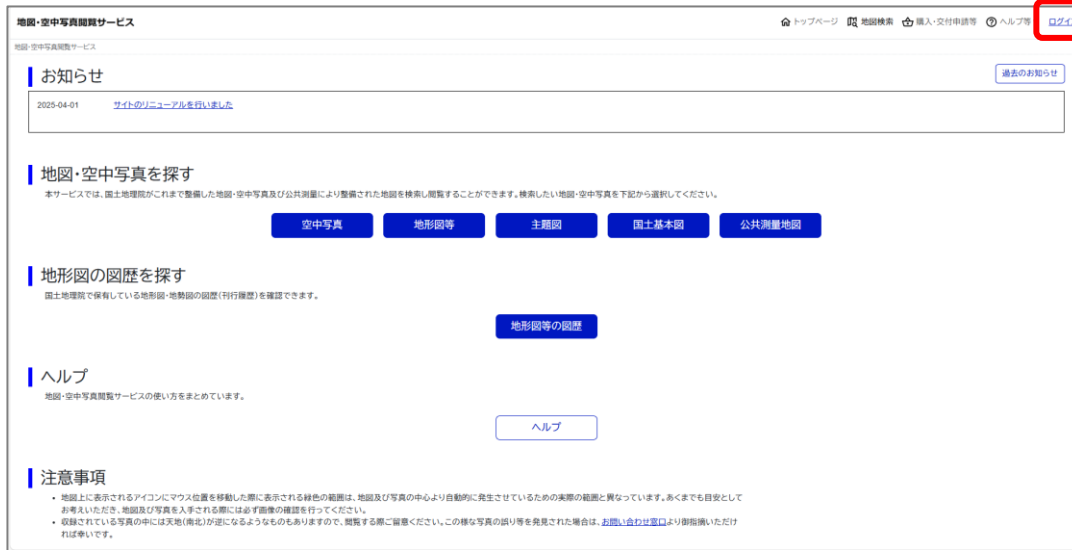 地図・空中写真閲覧サービス
トップページ 地図検索 購入・交付申請等 ヘルプ等 ログイ
地図・空中写真閲覧サービス
お知らせ
過去のお知らせ
2025-04-01 サイトのリニューアルを行いました
地図・空中写真を探す
本サービスでは、国土地理院がこれまで整備した地図・空中写真及び公共測量により整備された地図を検索し閲覧することができます。検索したい地図・空中写真を下記から選択してください。
空中写真 地形図等 主題図 国土基本図 公共測量地図
地形図の図歴を探す
国土地理院で保有している地形図・地勢図の図歴(刊行履歴)を確認できます。
地形図等の図歴
ヘルプ
地図・空中写真閲覧サービスの使い方をまとめています。
ヘルプ
注意事項
• 地図上に表示されるアイコンにマウス位置を移動した際に表示される緑色の範囲は、地図及び写真の中心より自動的に発生させているための実際の範囲と異なっています。あくまでも目安として
お考えいただき、地図及び写真を入手される際には必ず画像の確認を行ってください。
• 収録されている写真の中には天地(南北)が逆になるようなものもありますので、閲覧する際ご留意ください。この様な写真の誤り等を発見された場合は、お問い合わせ窓口より御指摘いただけ
れば幸いです。